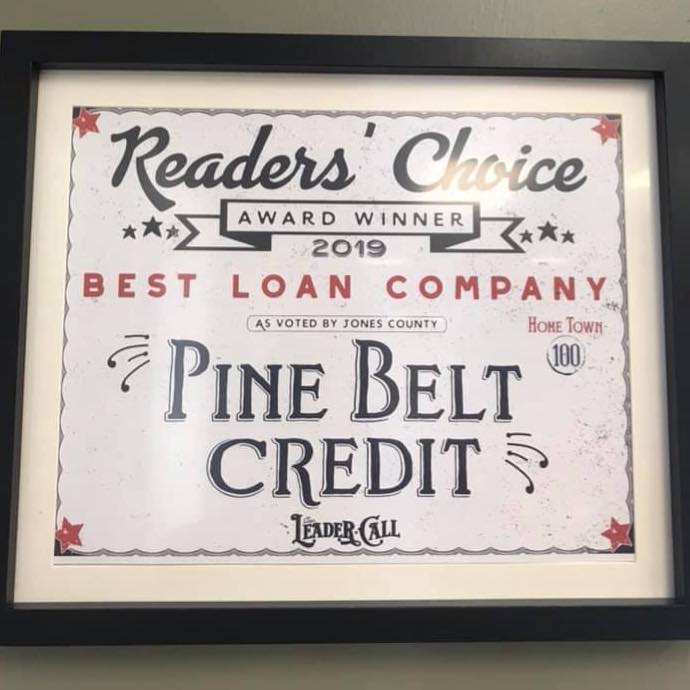 Readers' Choice
AWARD WINNER
2019
BEST LOAN COMPANY
AS VOTED BY JONES COUNTY
HOME TOWN
100
PINE BELT
CREDIT
LEADER-CALL